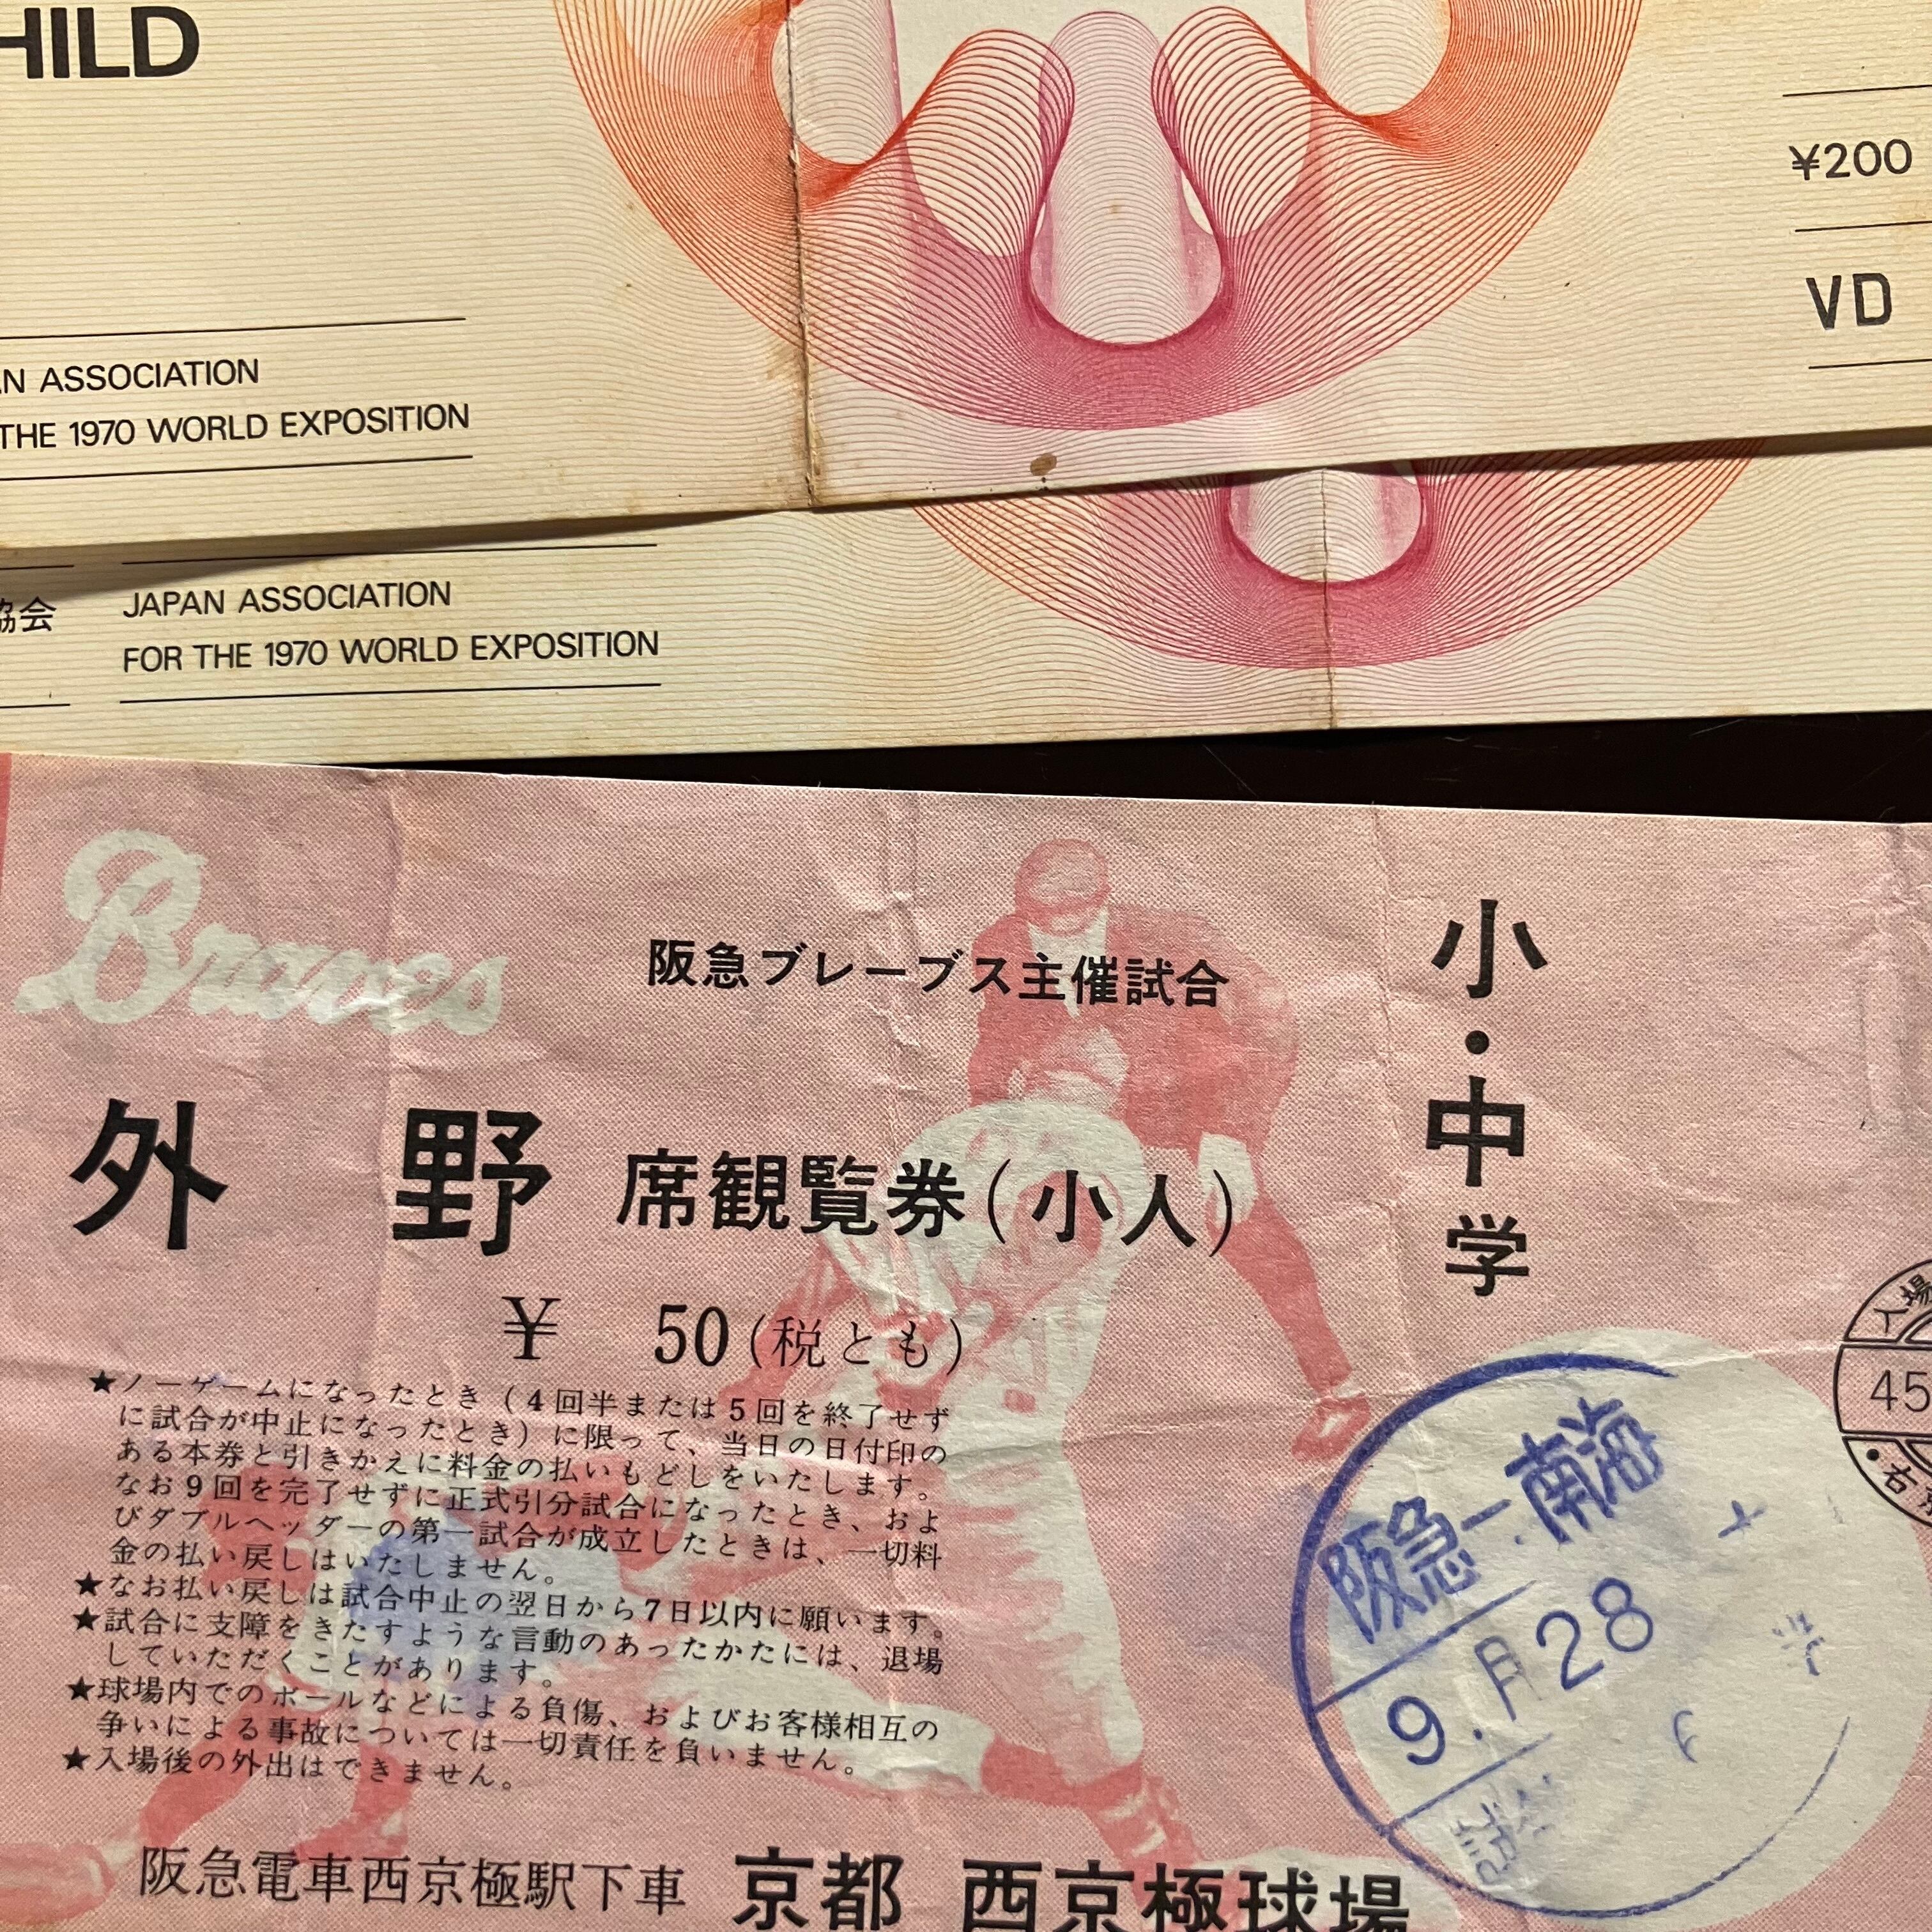 HILD
¥200
VD
AN ASSOCIATION
THE 1970 WORLD EXPOSITION
協会
JAPAN ASSOCIATION
FOR THE 1970 WORLD EXPOSITION
Braves
阪急ブレーブス主催試合
小・中学
外野席観覧券(小人)
¥ 50(税とも)
★ノーゲームになったとき(4回半または5回を終了せず
に試合が中止になったとき)に限って、当日の日付印の
ある本券と引きかえに料金の払いもどしをいたします。
なお9回を完了せずに正式引分試合になったとき、およ
びダブルヘッダーの第一試合が成立したときは、一切料
金の払い戻しはいたしません。
★なお払い戻しは試合中止の翌日から7日以内に願います。
★試合に支障をきたすような言動のあったかたには、退場
していただくことがあります。
★球場内でのボールなどによる負傷、およびお客様相互の
争いによる事故については一切責任を負いません。
★入場後の外出はできません。
阪急電車西京極駅下車 京都 西京極球場
阪急ー南海
9.月28
入場
45
・右